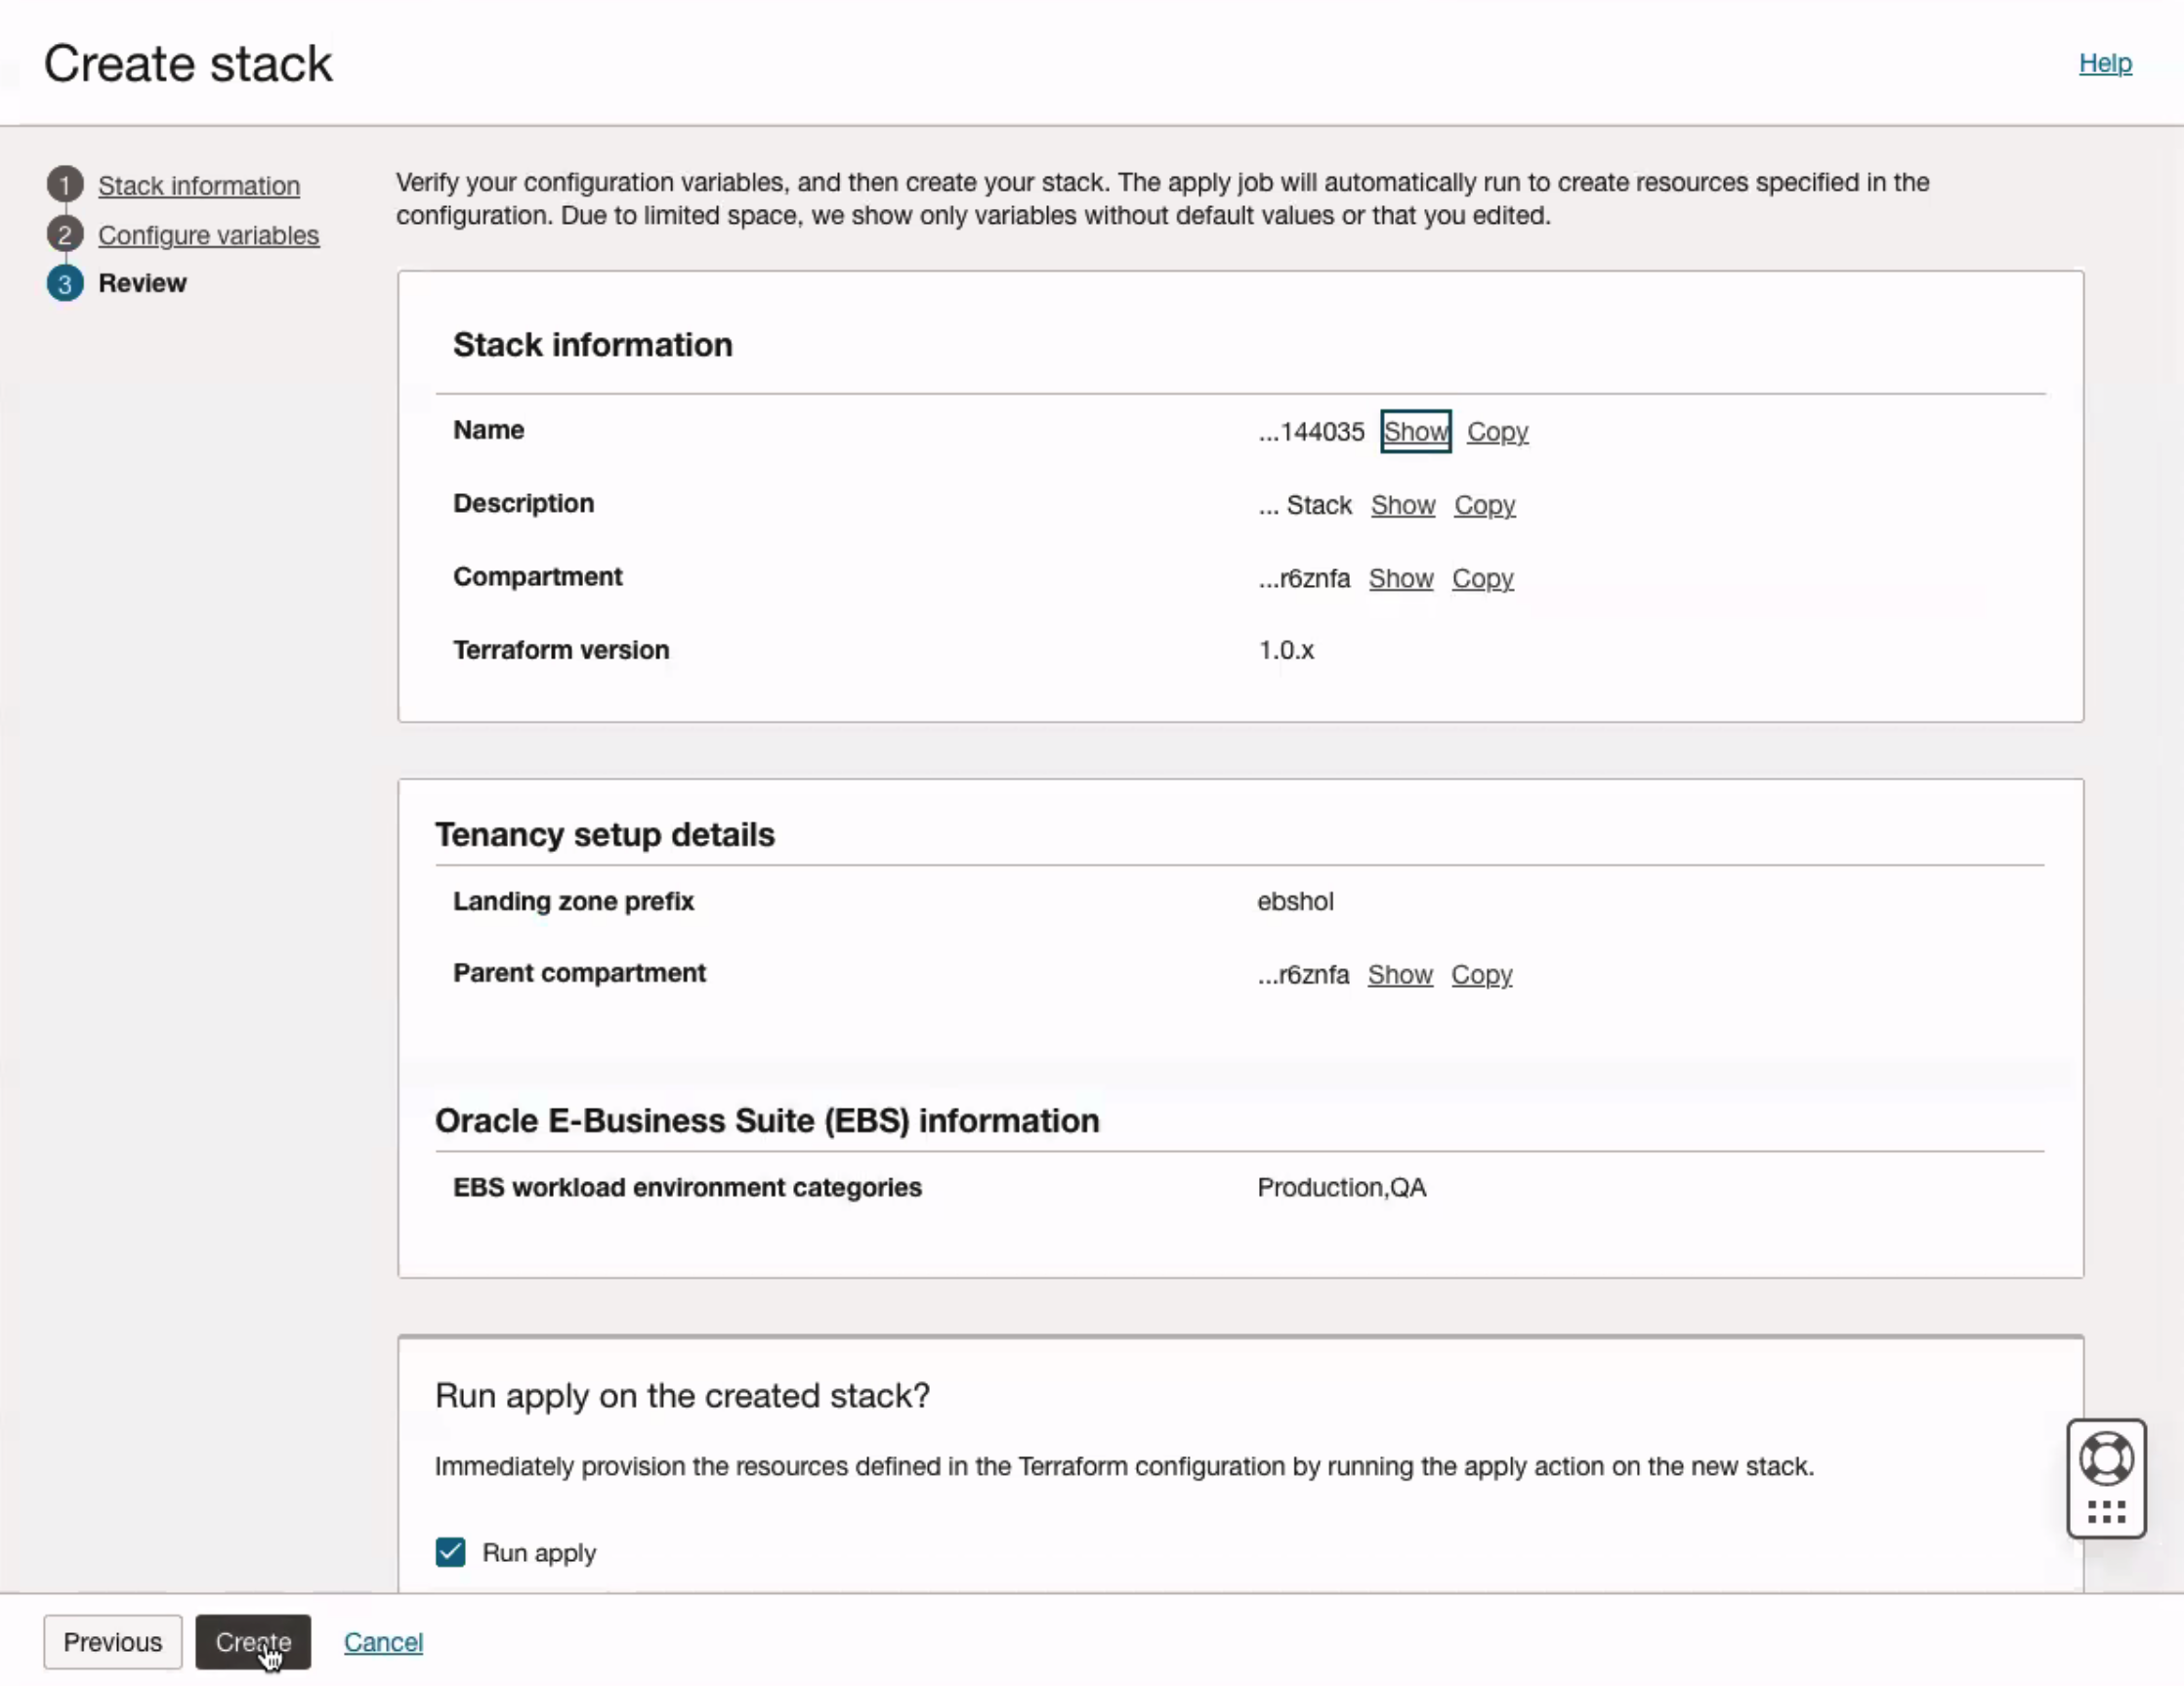 Create stack
Help
1 Stack information
2 Configure variables
3 Review
Verify your configuration variables, and then create your stack. The apply job will automatically run to create resources specified in the
configuration. Due to limited space, we show only variables without default values or that you edited.
Stack information
Name ...144035 Show Copy
Description ... Stack Show Copy
Compartment ...r6znfa Show Copy
Terraform version 1.0.x
Tenancy setup details
Landing zone prefix ebshol
Parent compartment ...r6znfa Show Copy
Oracle E-Business Suite (EBS) information
EBS workload environment categories Production,QA
Run apply on the created stack?
Immediately provision the resources defined in the Terraform configuration by running the apply action on the new stack.
Run apply
Previous Create Cancel